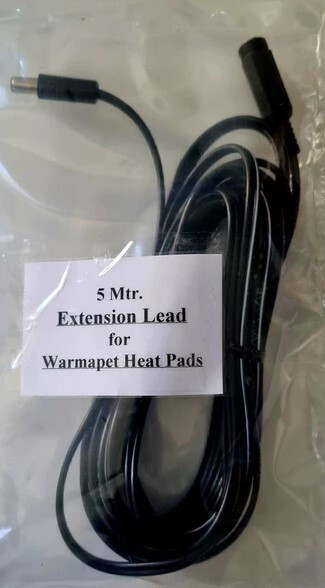 5 Mtr.
Extension Lead
for
Warmapet Heat Pads